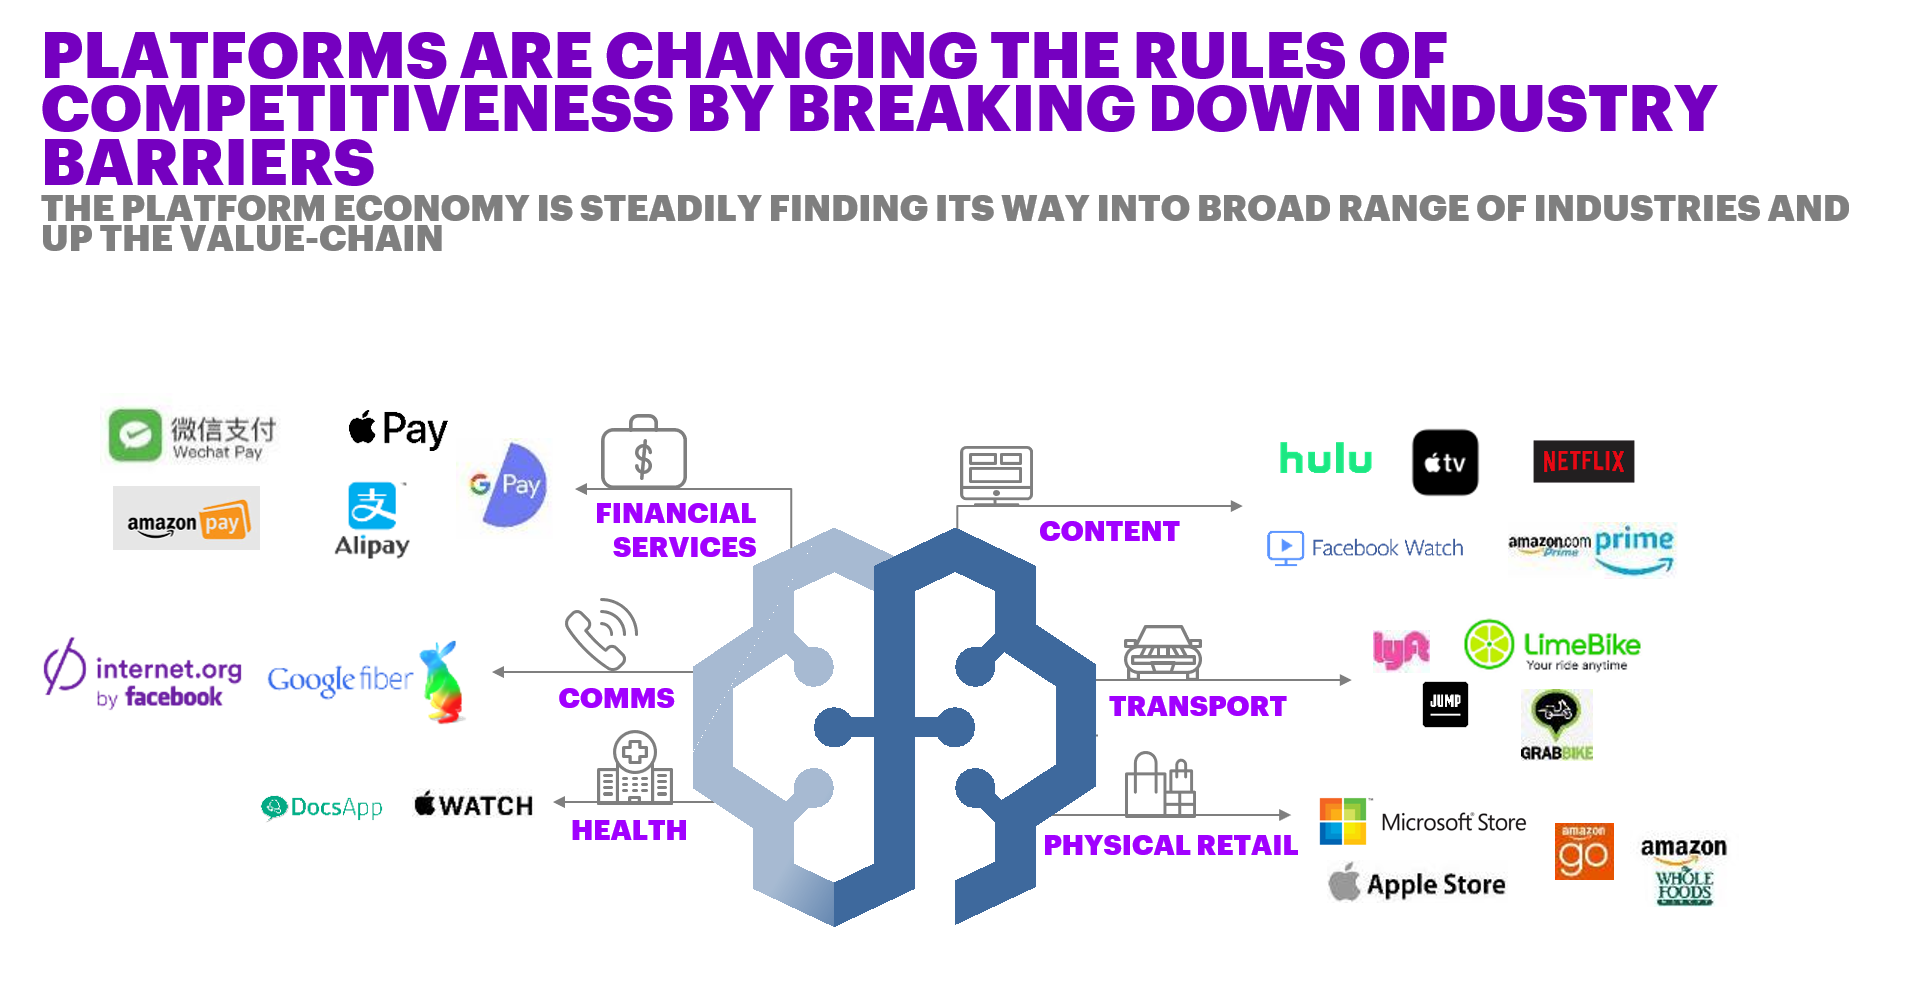 PLATFORMS ARE CHANGING THE RULES OF
COMPETITIVENESS BY BREAKING DOWN INDUSTRY
BARRIERS
THE PLATFORM ECONOMY IS STEADILY FINDING ITS WAY INTO BROAD RANGE OF INDUSTRIES AND
UP THE VALUE-CHAIN
微信支付
Wechat Pay
Pay
G Pay
amazon pay
支
Alipay
$
FINANCIAL
SERVICES
CONTENT
hulu
tv
NETFLIX
Facebook Watch
amazon.com
Prime
prime
internet.org
by facebook
Google fiber
COMMS
TRANSPORT
lyft
LimeBike
Your ride anytime
JUMP
GRABBIKE
DocsApp
WATCH
HEALTH
PHYSICAL RETAIL
Microsoft Store
Apple Store
amazon
go
amazon
WHOLE
FOODS
MARKET